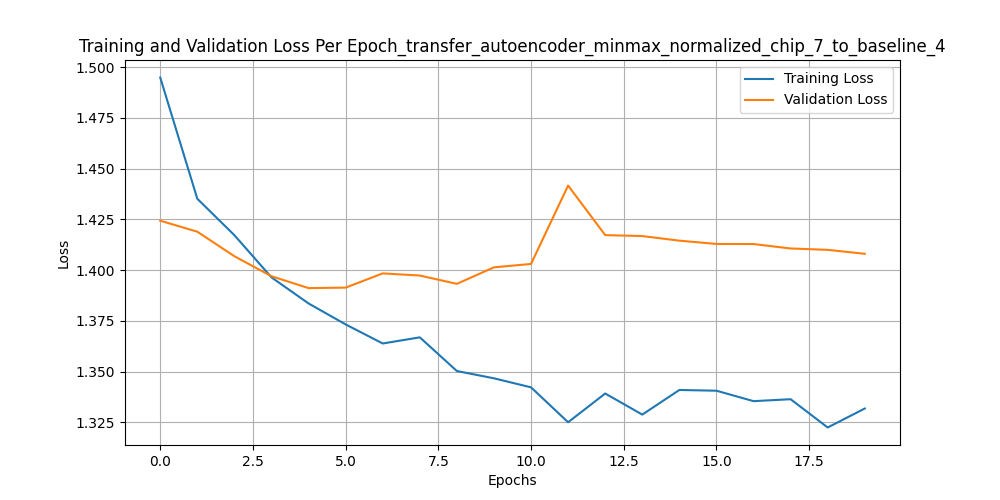 Training and Validation Loss Per Epoch_transfer_autoencoder_minmax_normalized_chip_7_to_baseline_4
1.500
Training Loss
Validation Loss
1.475
1.450
1.425
1.400
1.375
1.350
1.325
Loss
0.0 2.5 5.0 7.5 10.0 12.5 15.0 17.5
Epochs